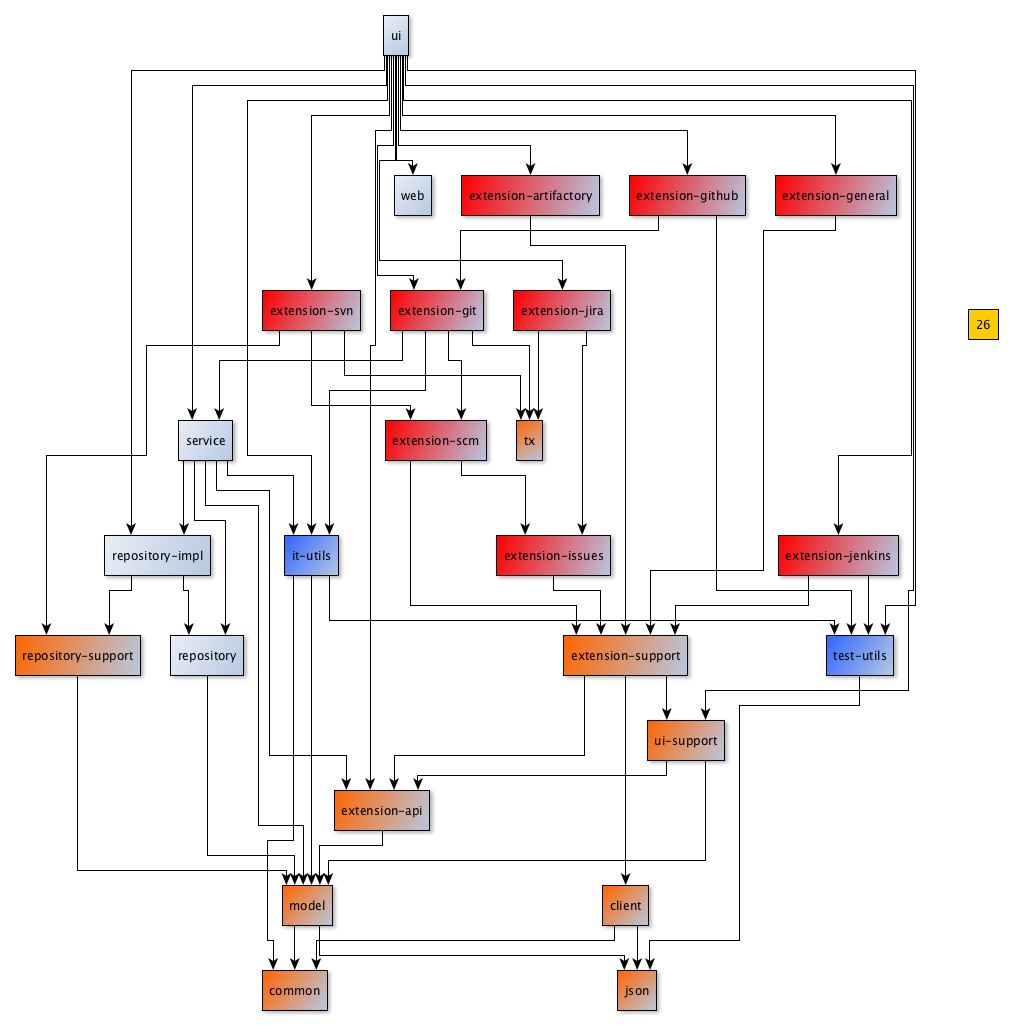 ui
web
extension-artifactory
extension-github
extension-general
extension-svn
extension-git
extension-jira
26
service
extension-scm
tx
repository-impl
it-utils
extension-issues
extension-jenkins
repository-support
repository
extension-support
test-utils
ui-support
extension-api
model
client
common
json